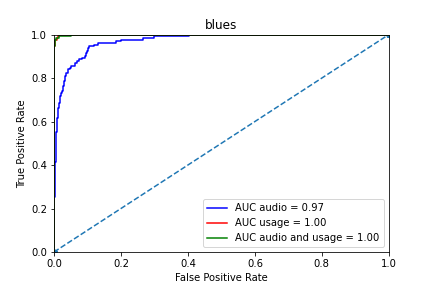 blues
1.0
0.8
0.6
0.4
0.2
0.0
True Positive Rate
AUC audio = 0.97
AUC usage = 1.00
AUC audio and usage = 1.00
0.0 0.2 0.4 0.6 0.8 1.0
False Positive Rate